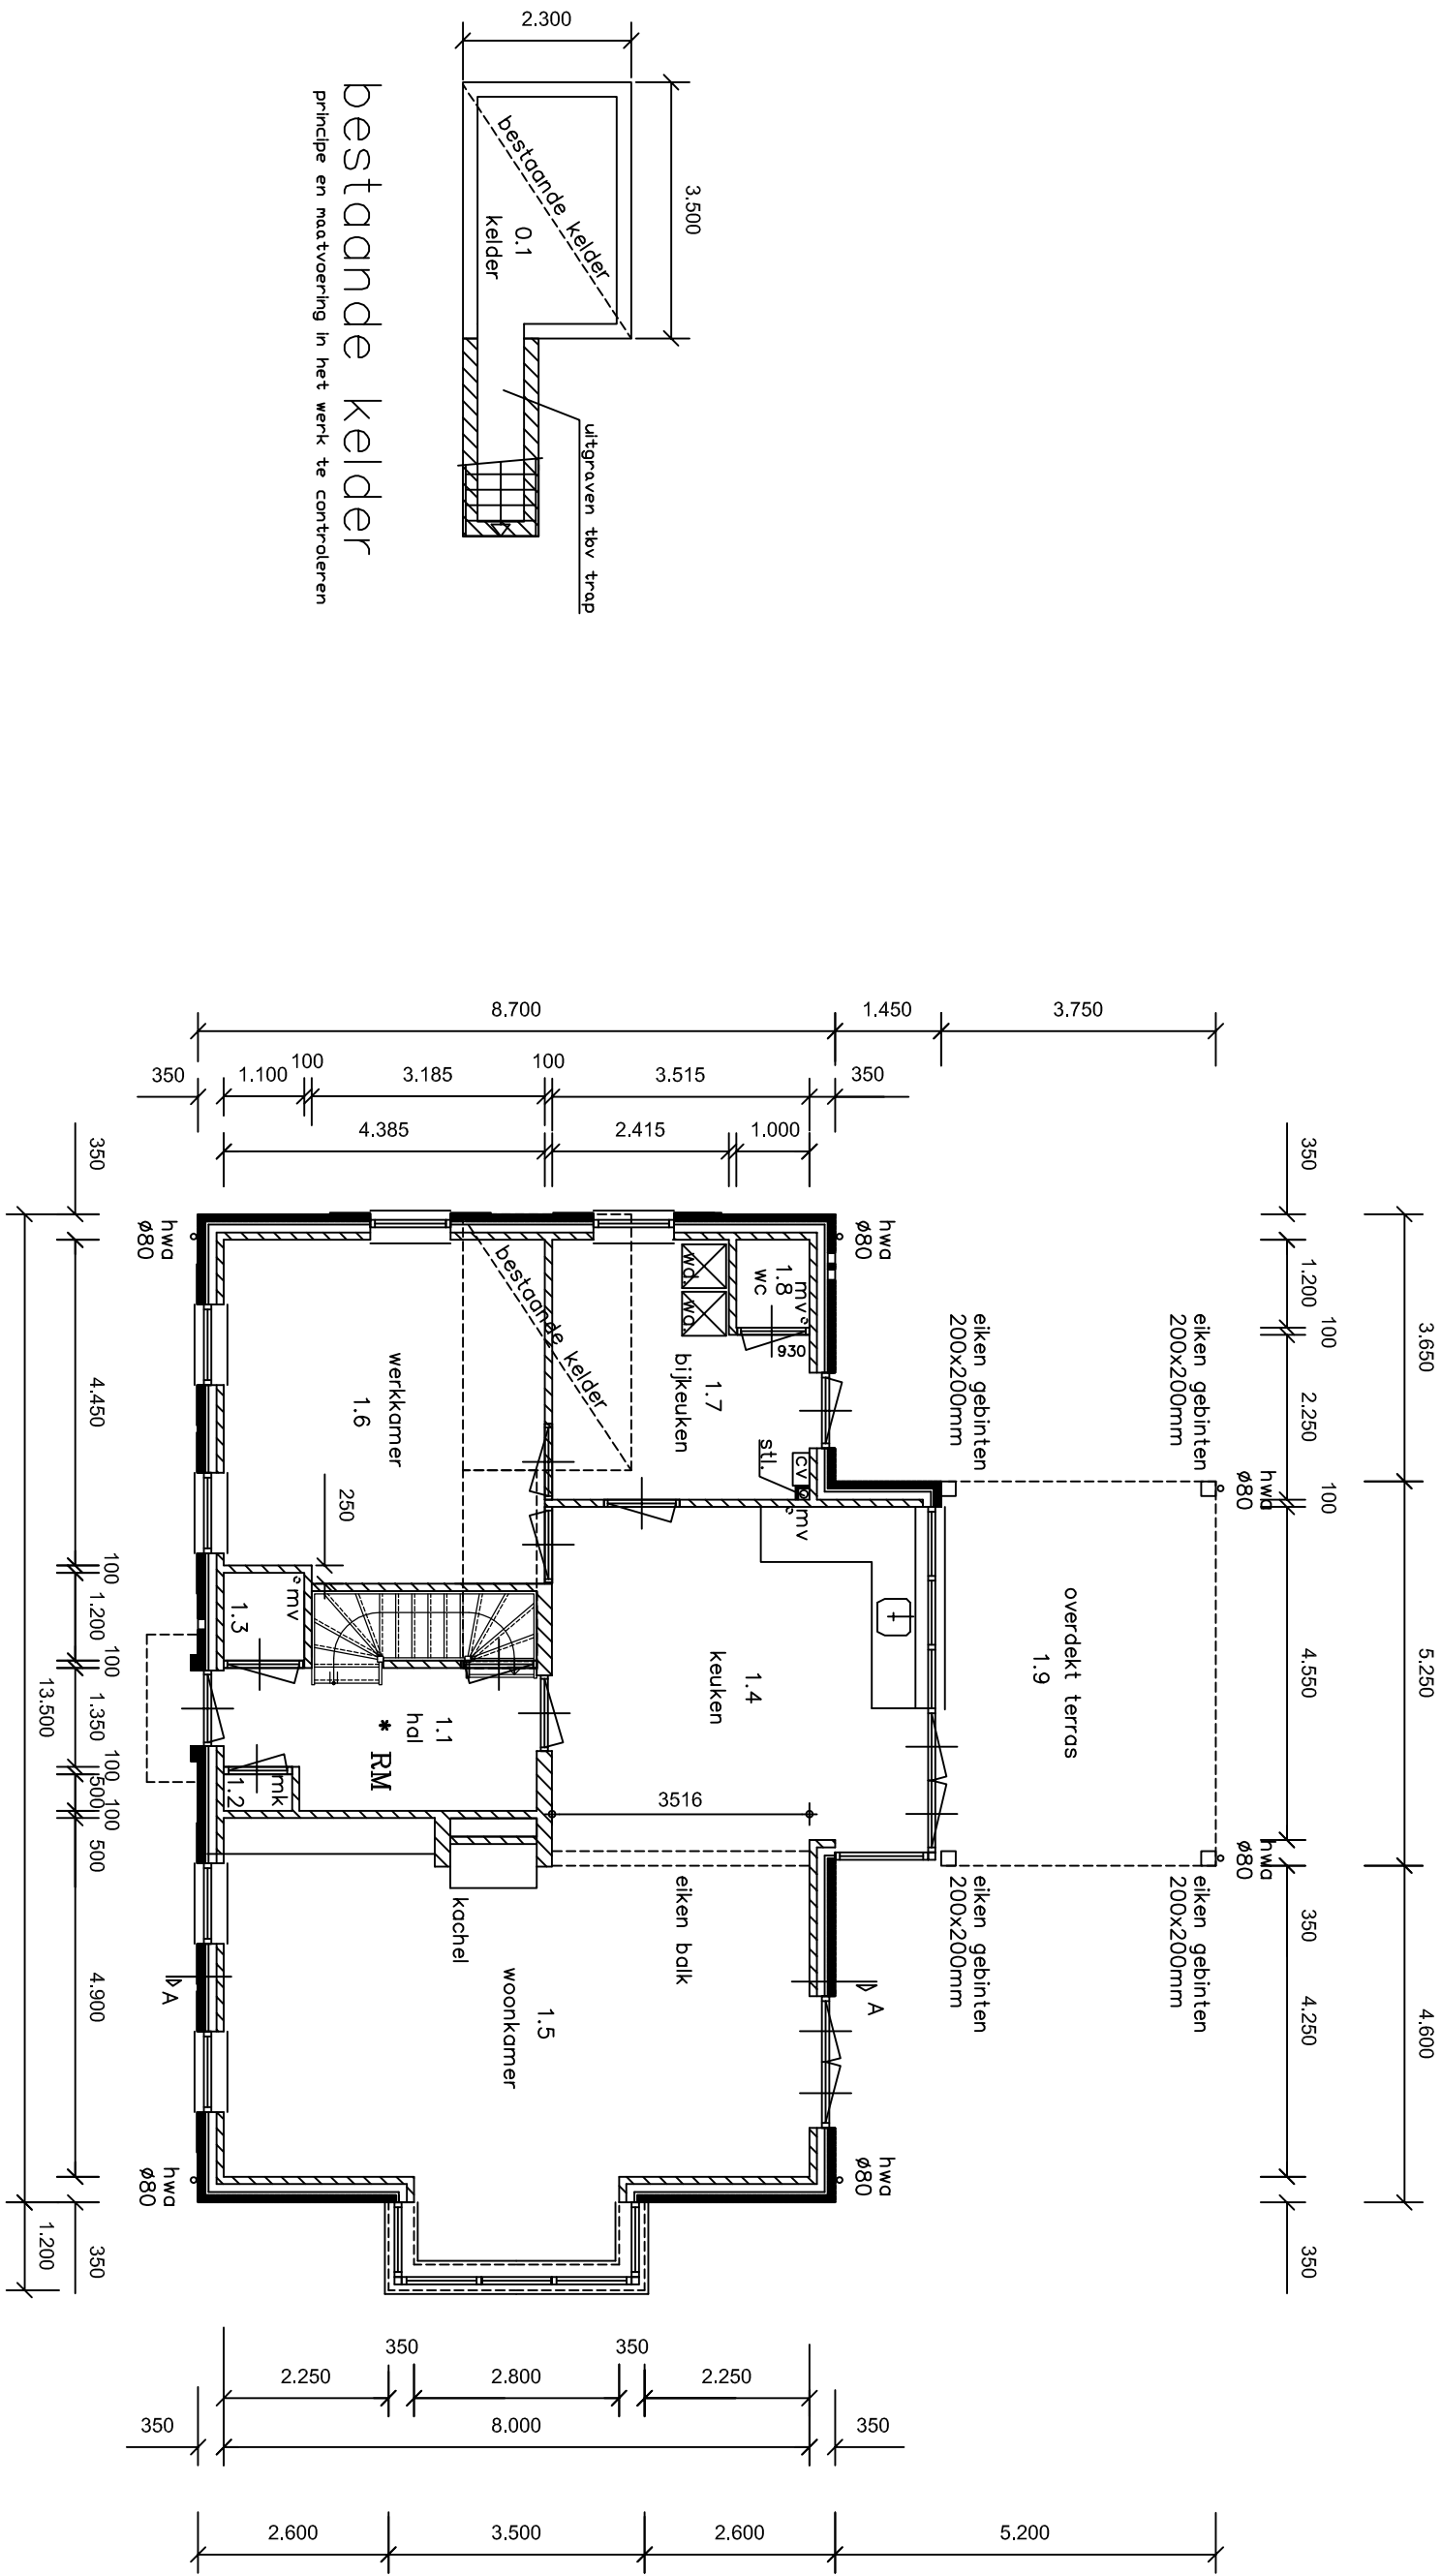 2.300
3.500
bestaande kelder
0.1
kelder
uitgraven tbv trap
bestaande kelder
principe en maatvoering in het werk te controleren
8.700
1.450
3.750
350
1.100
100
3.185
100
3.515
350
4.385
2.415
1.000
350
1.200
100
2.250
100
4.550
350
4.250
350
3.650
5.250
4.600
hwa
ø80
hwa
ø80
eiken gebinten
200x200mm
eiken gebinten
200x200mm
hwa
ø80
hwa
ø80
eiken gebinten
200x200mm
eiken gebinten
200x200mm
overdekt terras
1.9
mv
1.8
wc
930
wd
wa
1.7
bijkeuken
bestaande kelder
stl.
cv
mv
werkkamer
1.6
250
1.4
keuken
mv
1.3
1.1
hal
* RM
mk
1.2
3516
kachel
eiken balk
1.5
woonkamer
A
A
hwa
ø80
hwa
ø80
350
4.450
100
1.200
100
1.350
100
500
100
500
4.900
350
13.500
1.200
350
350
2.250
2.800
2.250
350
8.000
350
2.600
3.500
2.600
5.200